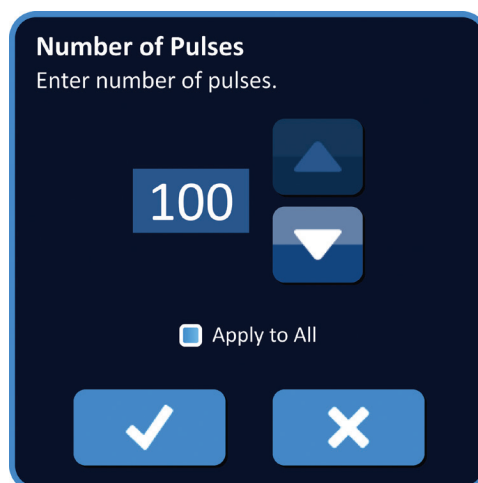 Number of Pulses
Enter number of pulses.
100
Apply to All